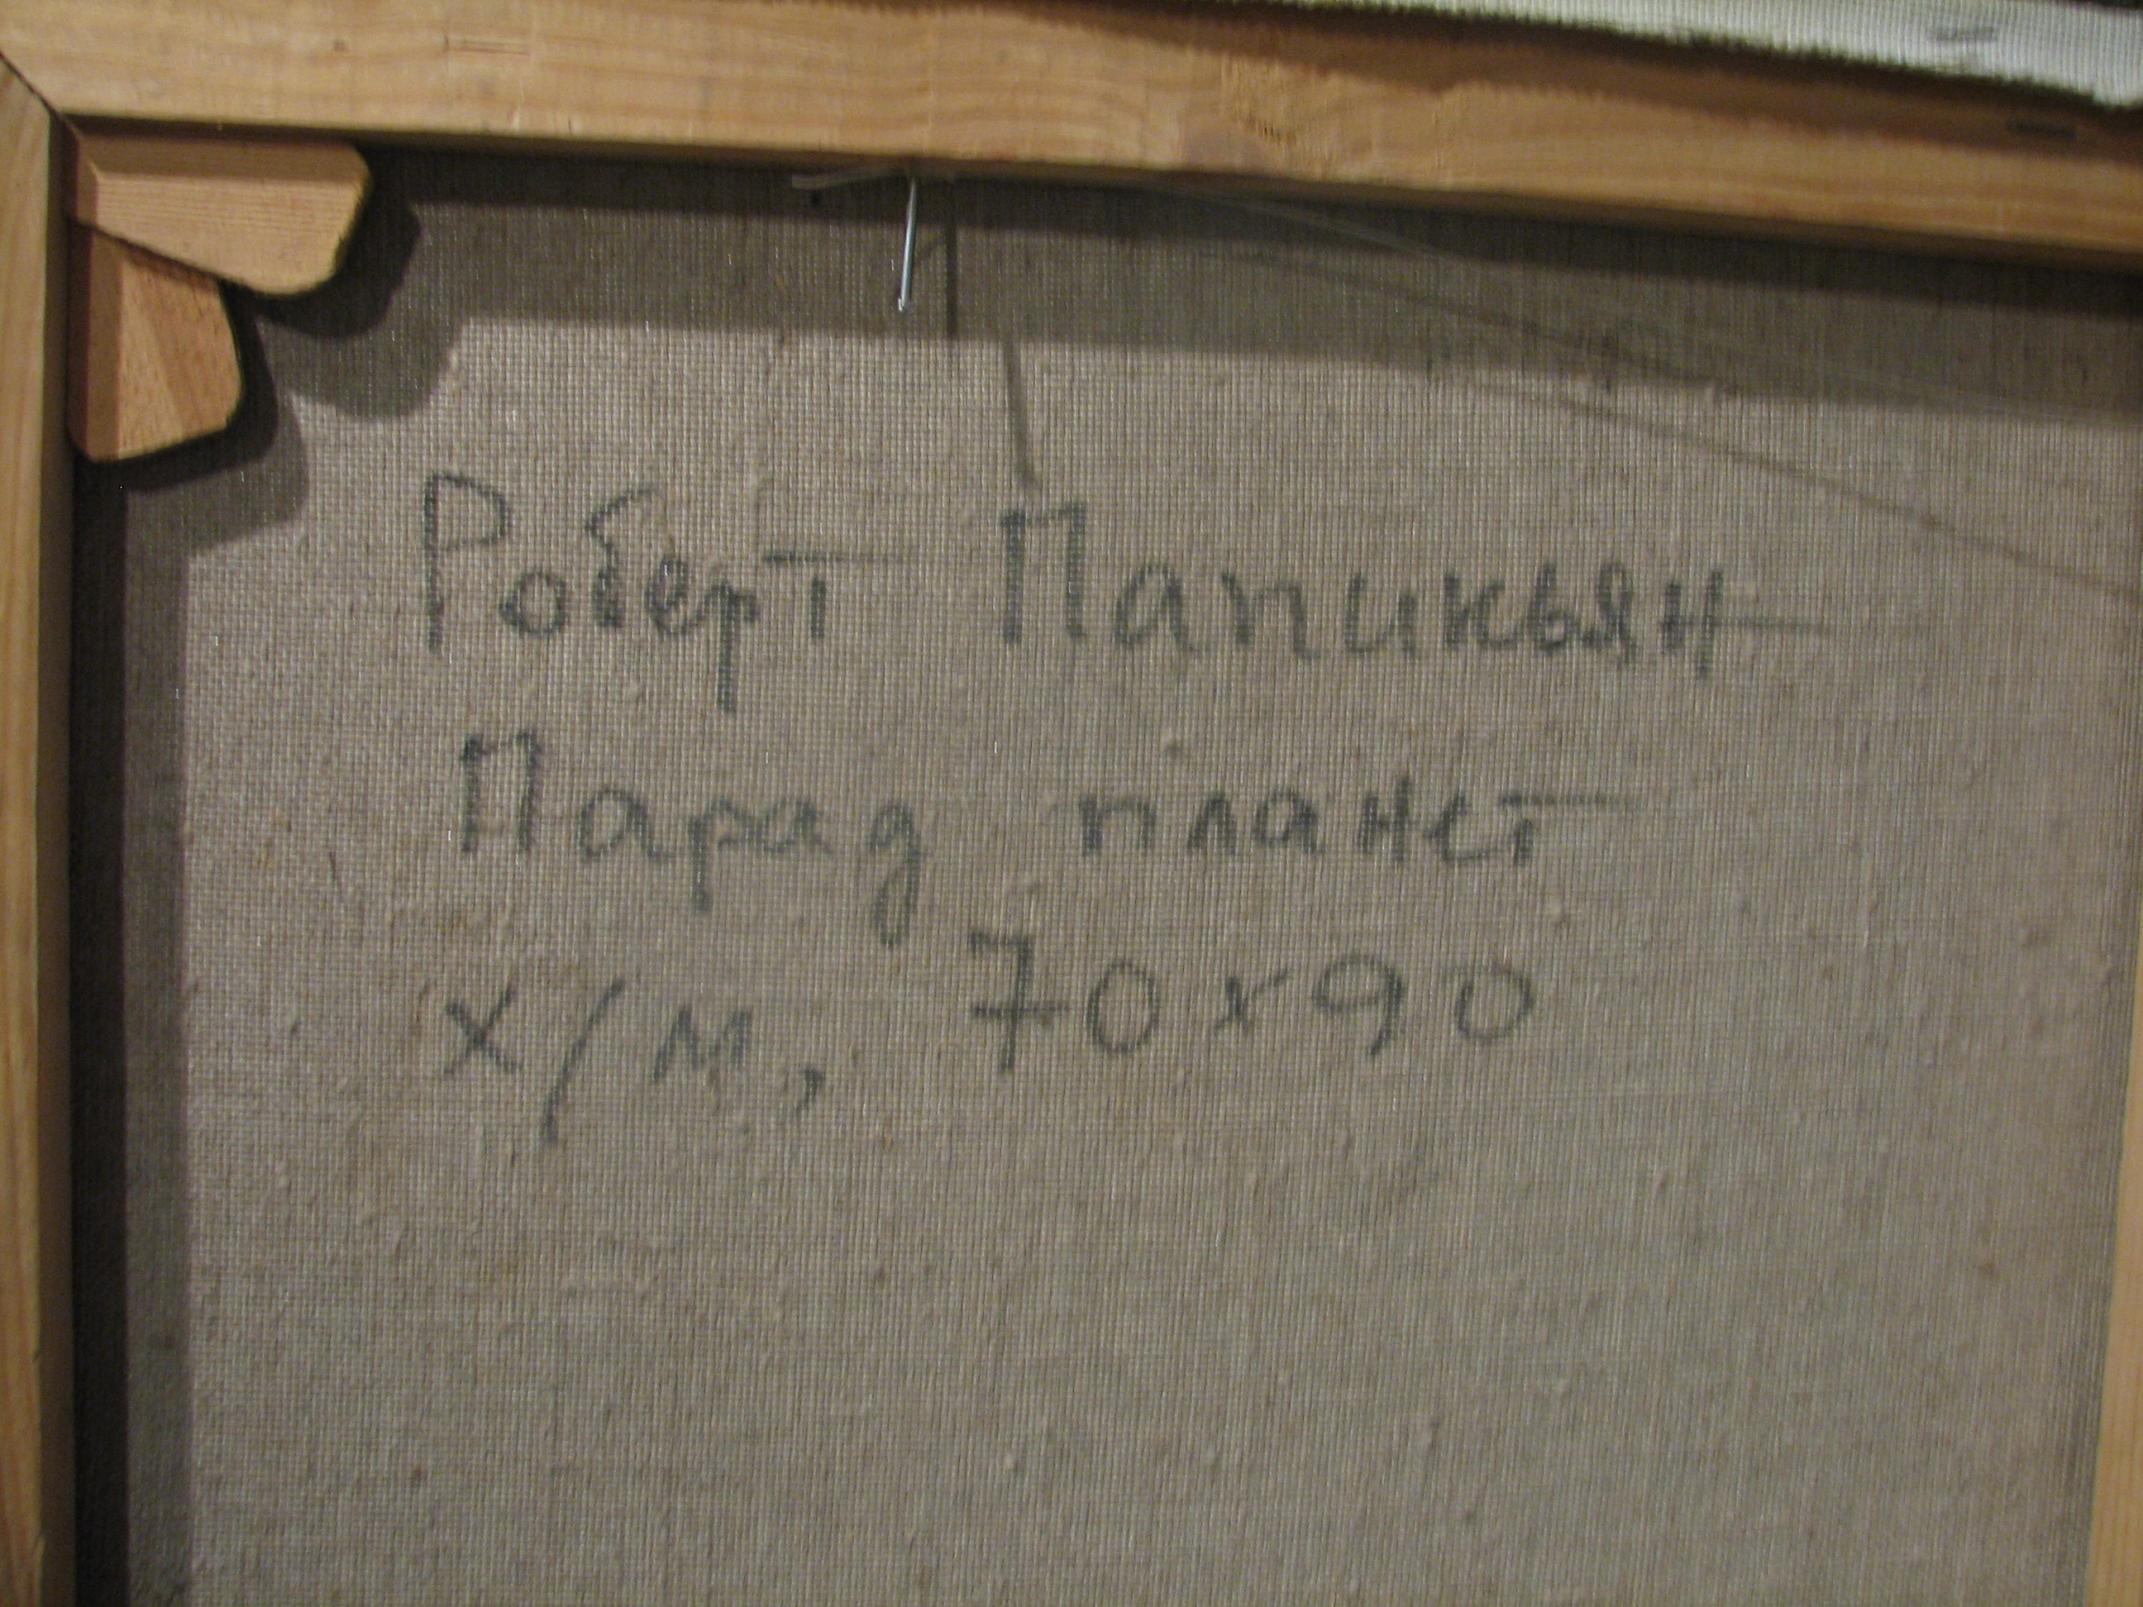 Роберт Папикьян
Парад планет
х/м, 70х90